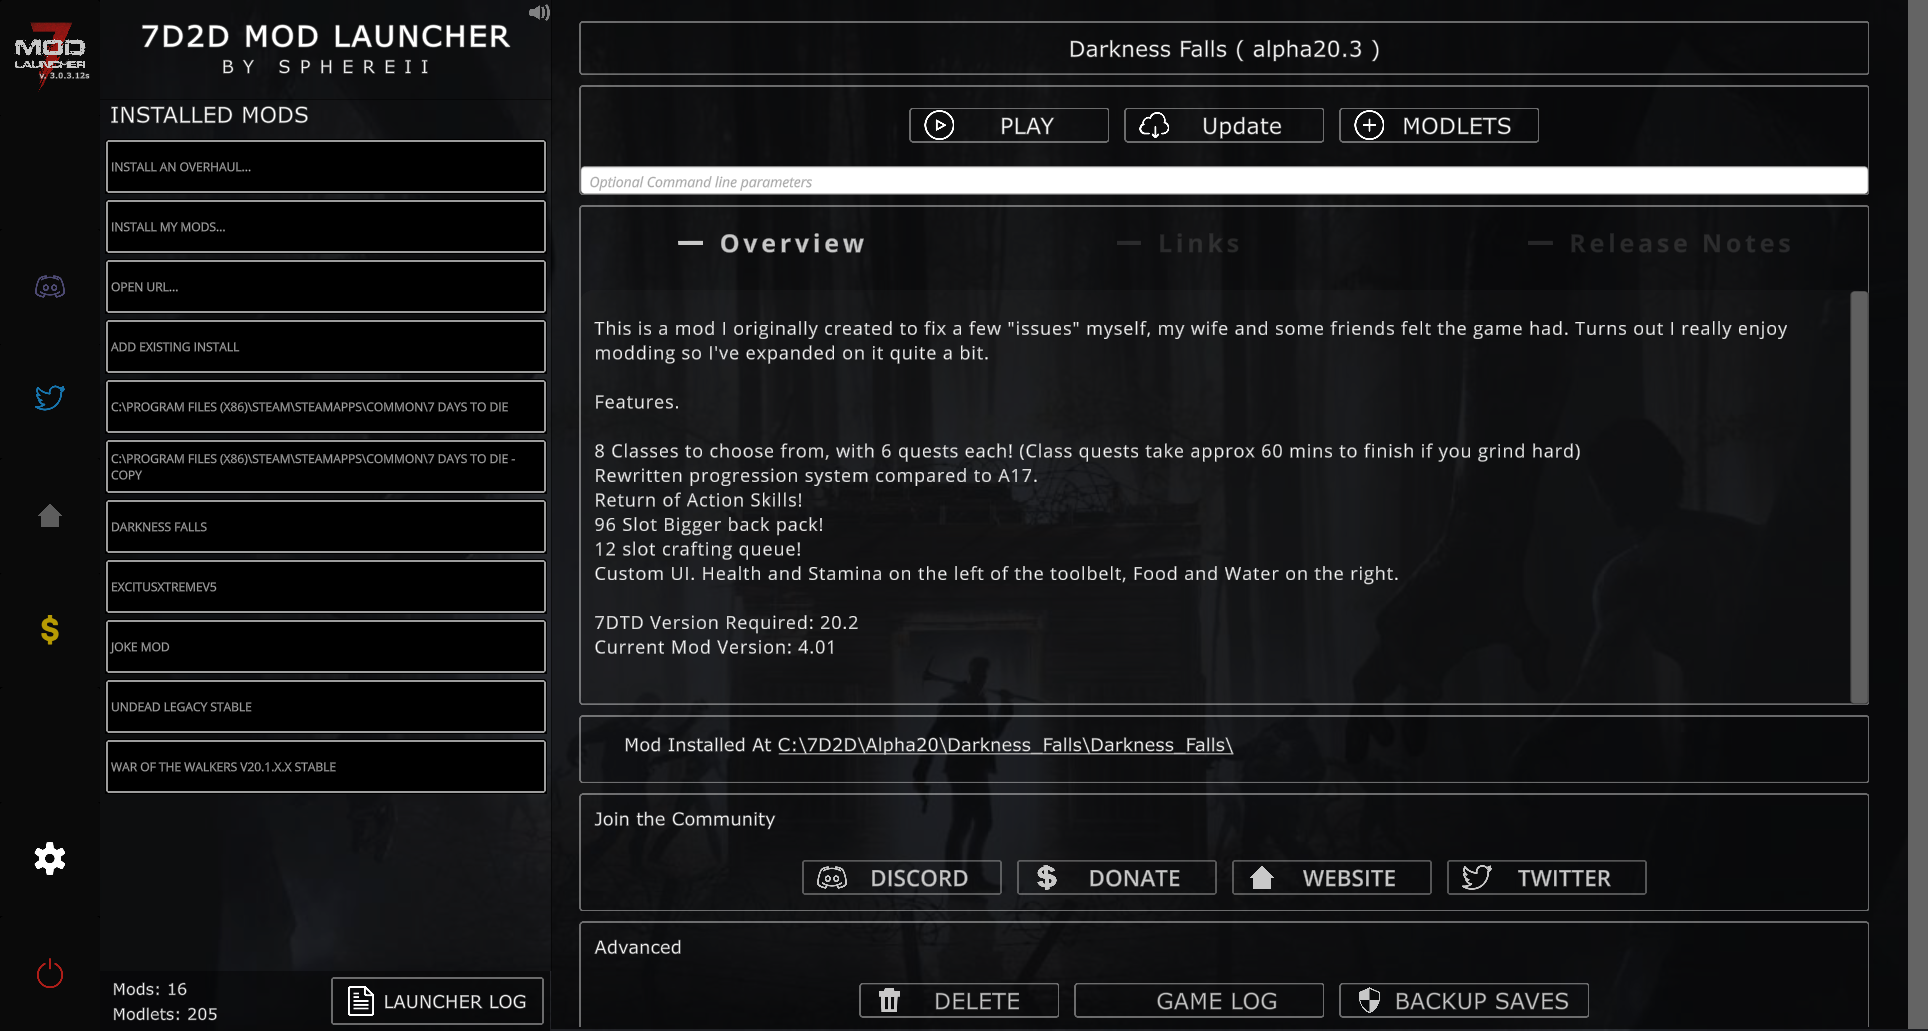 MOD
LAUNCHER
v. 3.0.3.12s
7D2D MOD LAUNCHER
BY SPHEREII
INSTALLED MODS
INSTALL AN OVERHAUL...
INSTALL MY MODS...
OPEN URL...
ADD EXISTING INSTALL
C:\PROGRAM FILES (X86)\STEAM\STEAMAPPS\COMMON\7 DAYS TO DIE
C:\PROGRAM FILES (X86)\STEAM\STEAMAPPS\COMMON\7 DAYS TO DIE -
COPY
DARKNESS FALLS
EXCITUSXTREMEV5
JOKE MOD
UNDEAD LEGACY STABLE
WAR OF THE WALKERS V20.1.X.X STABLE
Mods: 16
Modlets: 205
LAUNCHER LOG
Darkness Falls ( alpha20.3 )
PLAY
Update
MODLETS
Optional Command line parameters
Overview
Links
Release Notes
This is a mod I originally created to fix a few "issues" myself, my wife and some friends felt the game had. Turns out I really enjoy
modding so I've expanded on it quite a bit.
Features.
8 Classes to choose from, with 6 quests each! (Class quests take approx 60 mins to finish if you grind hard)
Rewritten progression system compared to A17.
Return of Action Skills!
96 Slot Bigger back pack!
12 slot crafting queue!
Custom UI. Health and Stamina on the left of the toolbelt, Food and Water on the right.
7DTD Version Required: 20.2
Current Mod Version: 4.01
Mod Installed At C:\7D2D\Alpha20\Darkness_Falls\Darkness_Falls\
Join the Community
DISCORD
DONATE
WEBSITE
TWITTER
Advanced
DELETE
GAME LOG
BACKUP SAVES